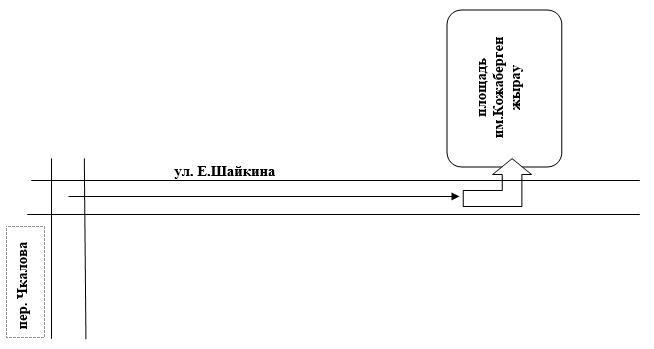 площадь
им.Кожаберген
жырау
ул. Е.Шайкина
пер. Чкалова